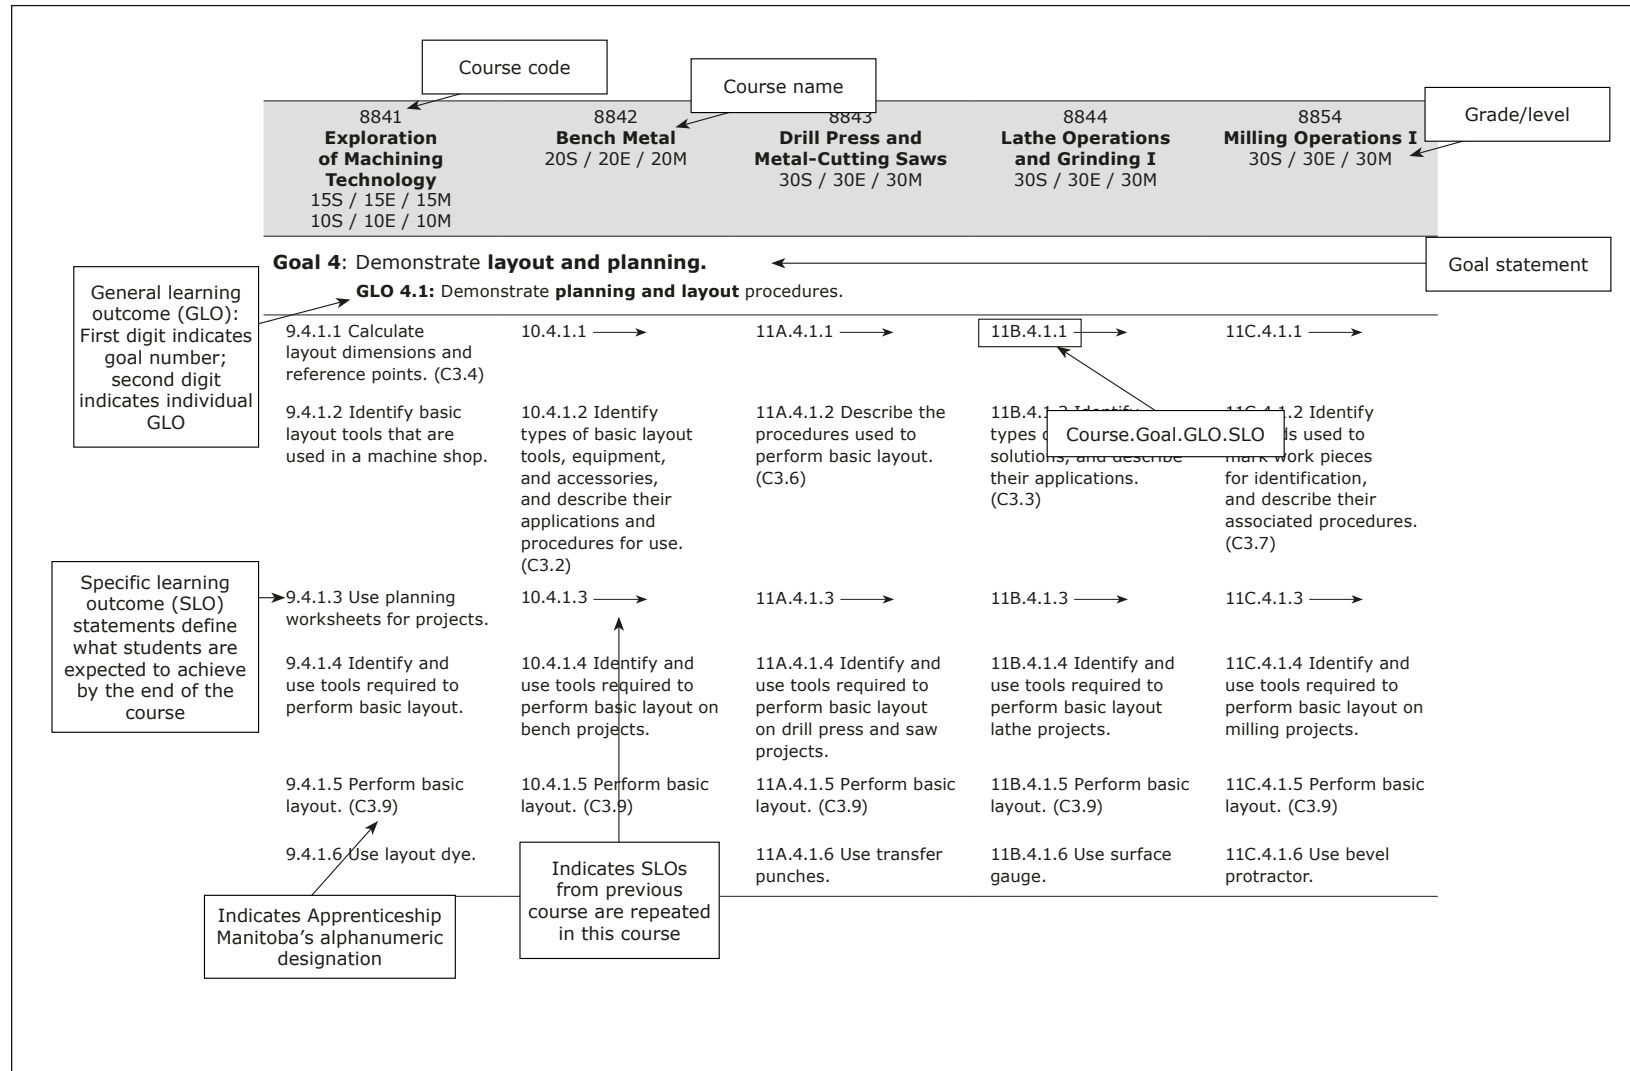 Course code
Course name
Grade/level
8841
Exploration
of Machining
Technology
15S / 15E / 15M
10S / 10E / 10M
8842
Bench Metal
20S / 20E / 20M
8843
Drill Press and
Metal-Cutting Saws
30S / 30E / 30M
8844
Lathe Operations
and Grinding I
30S / 30E / 30M
8854
Milling Operations I
30S / 30E / 30M
Goal 4: Demonstrate layout and planning.
Goal statement
GLO 4.1: Demonstrate planning and layout procedures.
General learning
outcome (GLO):
First digit indicates
goal number;
second digit
indicates individual
GLO
9.4.1.1 Calculate
layout dimensions and
reference points. (C3.4)
10.4.1.1
11A.4.1.1
11B.4.1.1
11C.4.1.1
9.4.1.2 Identify basic
layout tools that are
used in a machine shop.
10.4.1.2 Identify
types of basic layout
tools, equipment,
and accessories,
and describe their
applications and
procedures for use.
(C3.2)
11A.4.1.2 Describe the
procedures used to
perform basic layout.
(C3.6)
11B.4.1.2 Identify
types
solutions, and describe
their applications.
(C3.3)
Course.Goal.GLO.SLO
11C.4.1.2 Identify
used to
mark work pieces
for identification,
and describe their
associated procedures.
(C3.7)
Specific learning
outcome (SLO)
statements define
what students are
expected to achieve
by the end of the
course
9.4.1.3 Use planning
worksheets for projects.
10.4.1.3
11A.4.1.3
11B.4.1.3
11C.4.1.3
9.4.1.4 Identify and
use tools required to
perform basic layout.
10.4.1.4 Identify and
use tools required to
perform basic layout on
bench projects.
11A.4.1.4 Identify and
use tools required to
perform basic layout
on drill press and saw
projects.
11B.4.1.4 Identify and
use tools required to
perform basic layout
lathe projects.
11C.4.1.4 Identify and
use tools required to
perform basic layout on
milling projects.
9.4.1.5 Perform basic
layout. (C3.9)
10.4.1.5 Perform basic
layout. (C3.9)
11A.4.1.5 Perform basic
layout. (C3.9)
11B.4.1.5 Perform basic
layout. (C3.9)
11C.4.1.5 Perform basic
layout. (C3.9)
9.4.1.6 Use layout dye.
11A.4.1.6 Use transfer
punches.
11B.4.1.6 Use surface
gauge.
11C.4.1.6 Use bevel
protractor.
Indicates SLOs
from previous
course are repeated
in this course
Indicates Apprenticeship
Manitoba's alphanumeric
designation